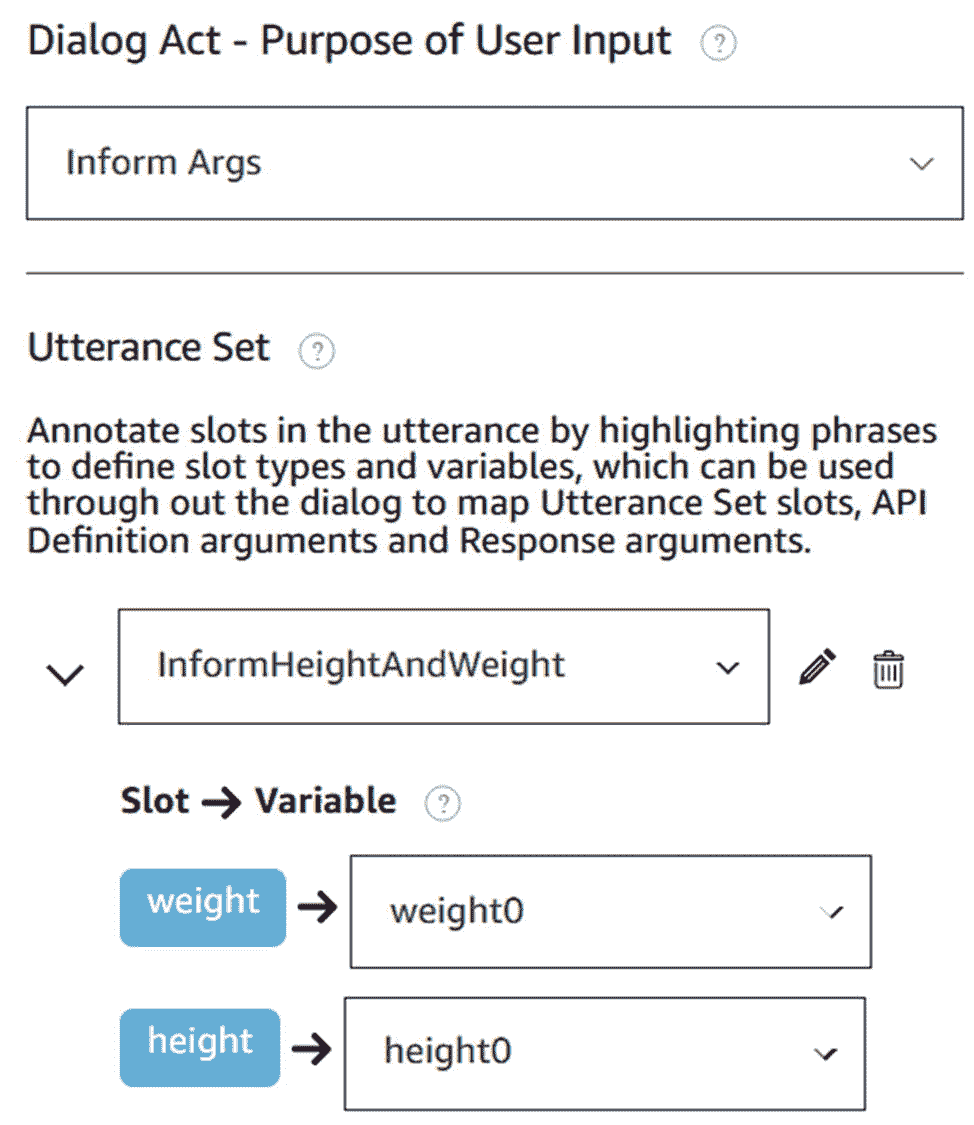 Dialog Act - Purpose of User Input ?
Inform Args
Utterance Set ?
Annotate slots in the utterance by highlighting phrases
to define slot types and variables, which can be used
through out the dialog to map Utterance Set slots, API
Definition arguments and Response arguments.
InformHeightAndWeight
Slot → Variable ?
weight → weight0
height → height0